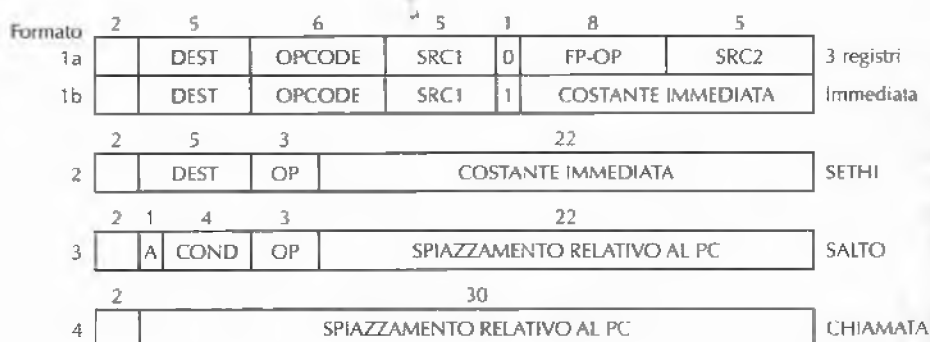 Formato 2 5 6 5 1 8 5
1a DEST OPCODE SRC1 0 FP-OP SRC2 3 registri
1b DEST OPCODE SRC1 1 COSTANTE IMMEDIATA Immediata
2 5 3 22
2 DEST OP COSTANTE IMMEDIATA SETHI
2 1 4 3 22
3 A COND OP SPIAZZAMENTO RELATIVO AL PC SALTO
2 30
4 SPIAZZAMENTO RELATIVO AL PC CHIAMATA